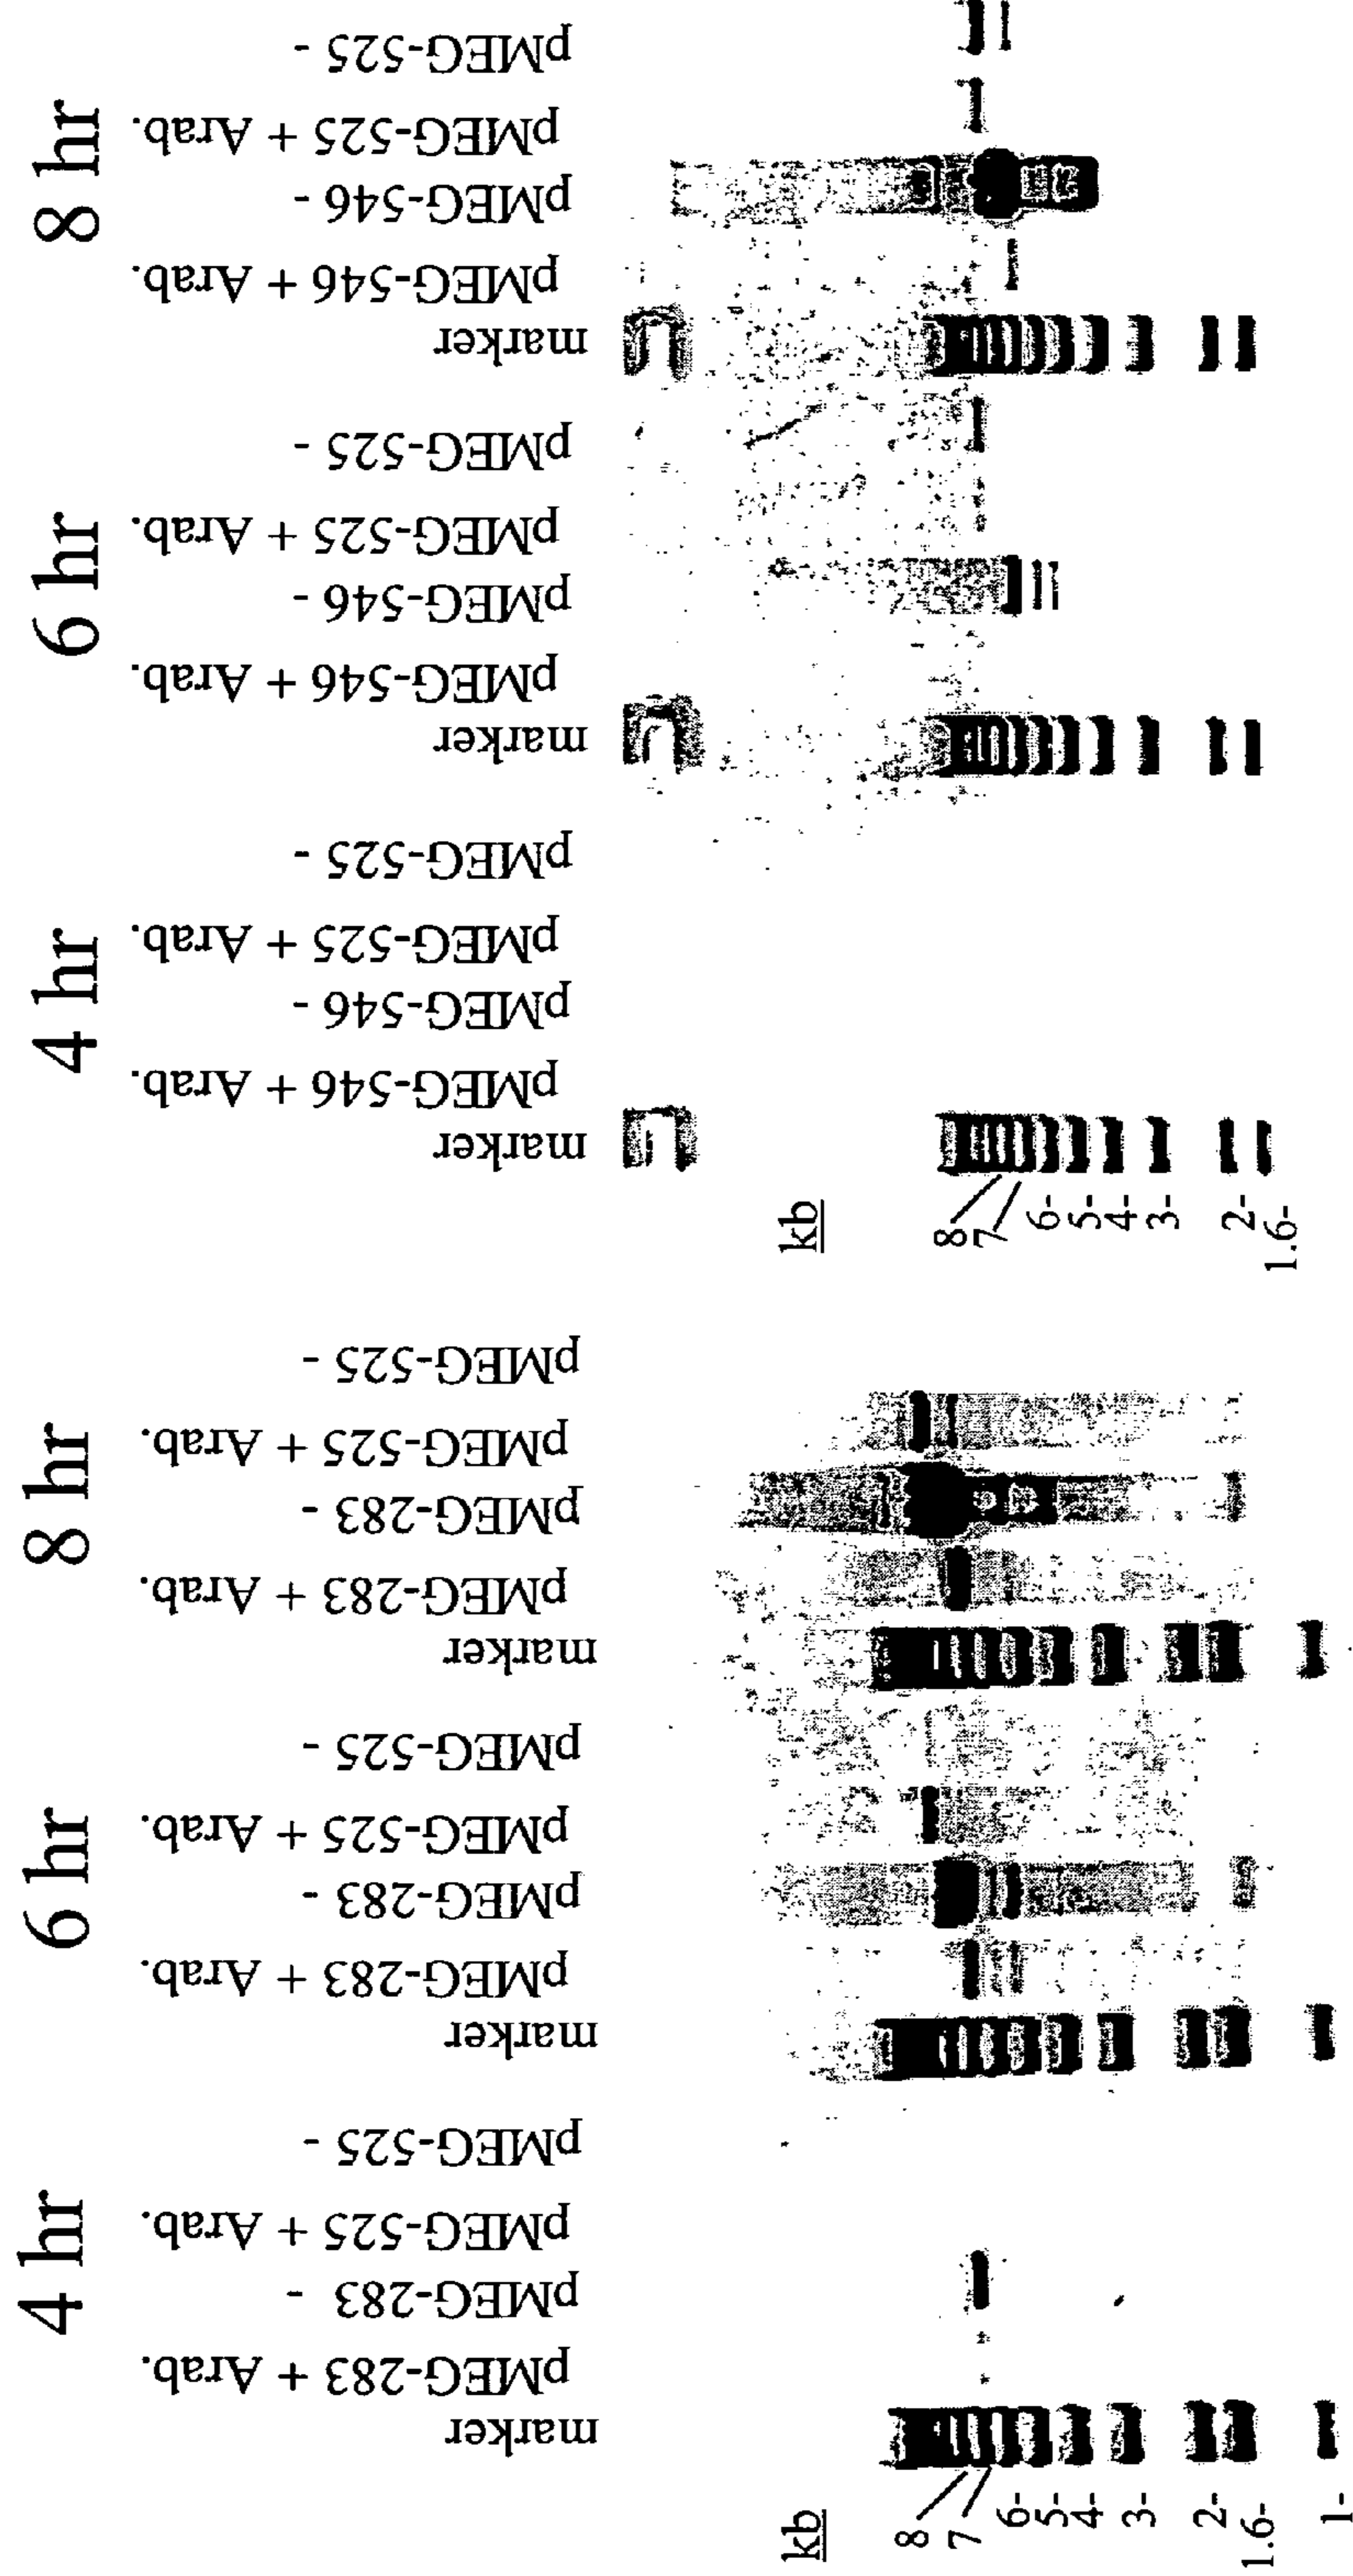 4 hr
marker
pMEG-283 + Arab.
pMEG-283 -
pMEG-525 + Arab.
pMEG-525 -
6 hr
marker
pMEG-283 + Arab.
pMEG-283 -
pMEG-525 + Arab.
pMEG-525 -
8 hr
marker
pMEG-283 + Arab.
pMEG-283 -
pMEG-525 + Arab.
pMEG-525 -
kb
8
7
6-
5-
4-
3-
2-
1.6-
1-
4 hr
marker
pMEG-546 + Arab.
pMEG-546 -
pMEG-525 + Arab.
pMEG-525 -
6 hr
marker
pMEG-546 + Arab.
pMEG-546 -
pMEG-525 + Arab.
pMEG-525 -
8 hr
marker
pMEG-546 + Arab.
pMEG-546 -
pMEG-525 + Arab.
pMEG-525 -
kb
8
7
6-
5-
4-
3-
2-
1.6-